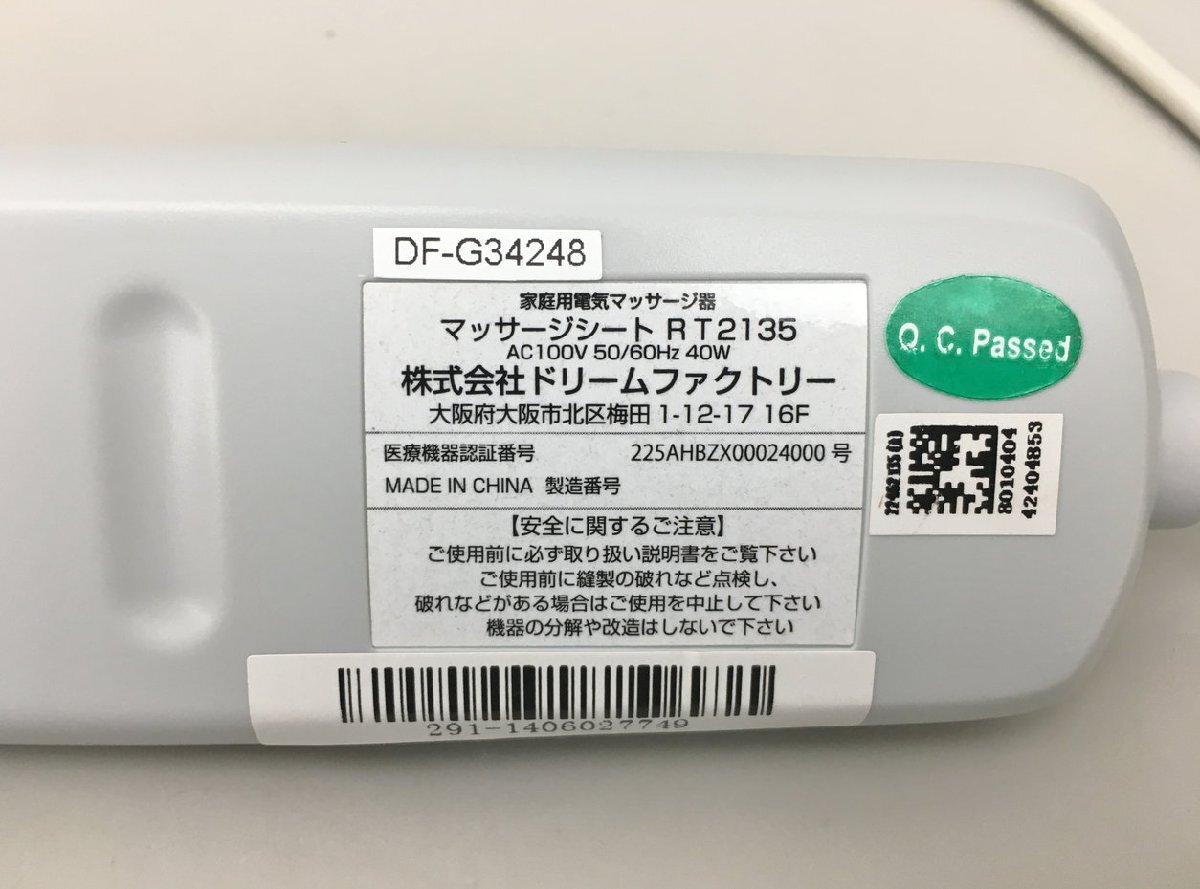 DF-G34248
家庭用電気マッサージ器
マッサージシート RT2135
AC100V 50/60Hz 40W
株式会社ドリームファクトリー
大阪府大阪市北区梅田 1-12-17 16F
医療機器認証番号 225AHBZX00024000 号
MADE IN CHINA 製造番号
【安全に関するご注意】
ご使用前に必ず取り扱い説明書をご覧下さい
ご使用前に縫製の破れなど点検し、
破れなどがある場合はご使用を中止して下さい
機器の分解や改造はしないで下さい
291-1406027749
Q. C. Passed
8010404
42404853